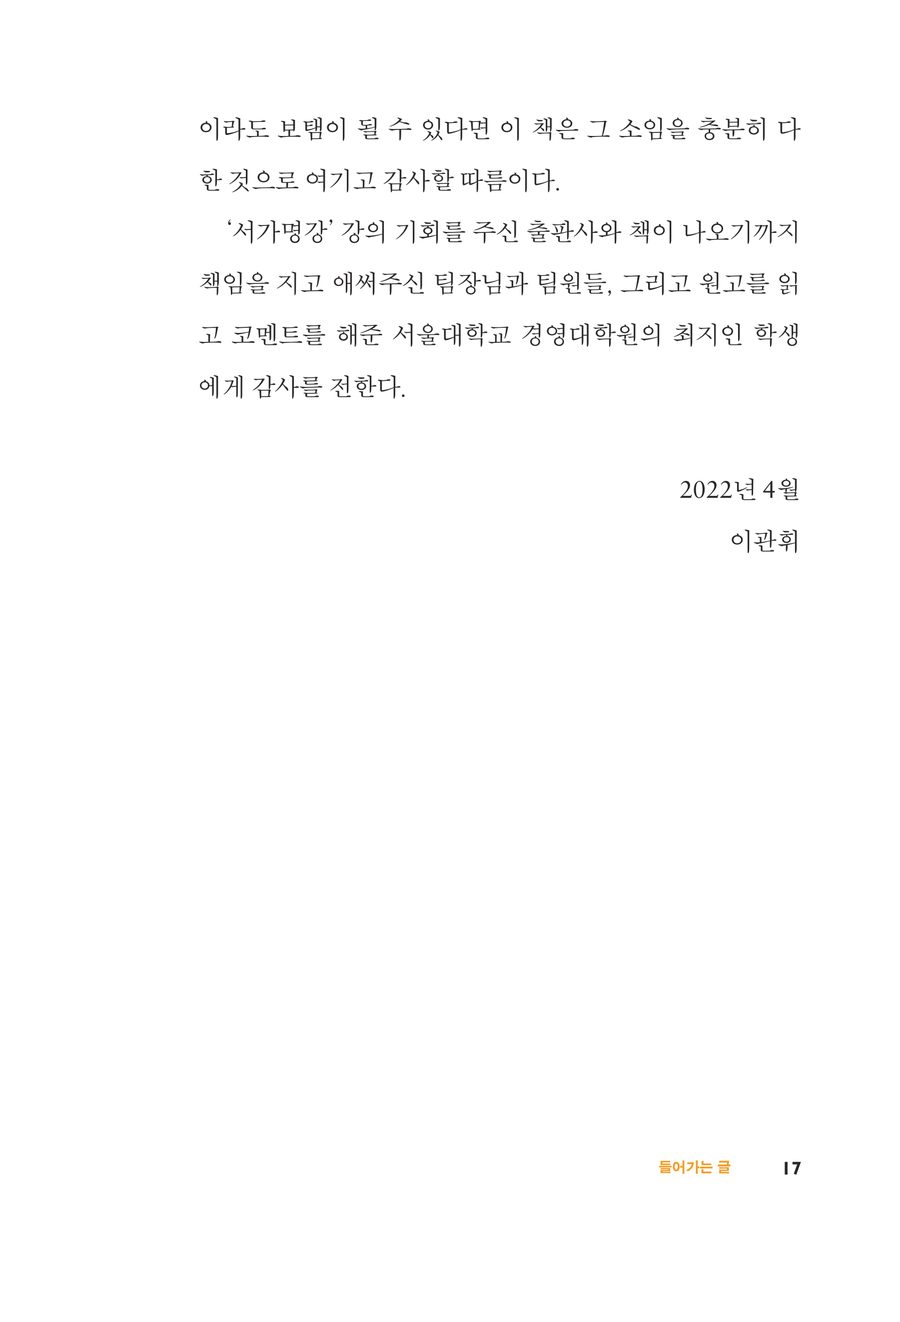 이라도 보탬이 될 수 있다면 이 책은 그 소임을 충분히 다
한 것으로 여기고 감사할 따름이다.
‘서가명강’ 강의 기회를 주신 출판사와 책이 나오기까지
책임을 지고 애써주신 팀장님과 팀원들, 그리고 원고를 읽
고 코멘트를 해준 서울대학교 경영대학원의 최지인 학생
에게 감사를 전한다.
2022년 4월
이관휘
들어가는 글 17